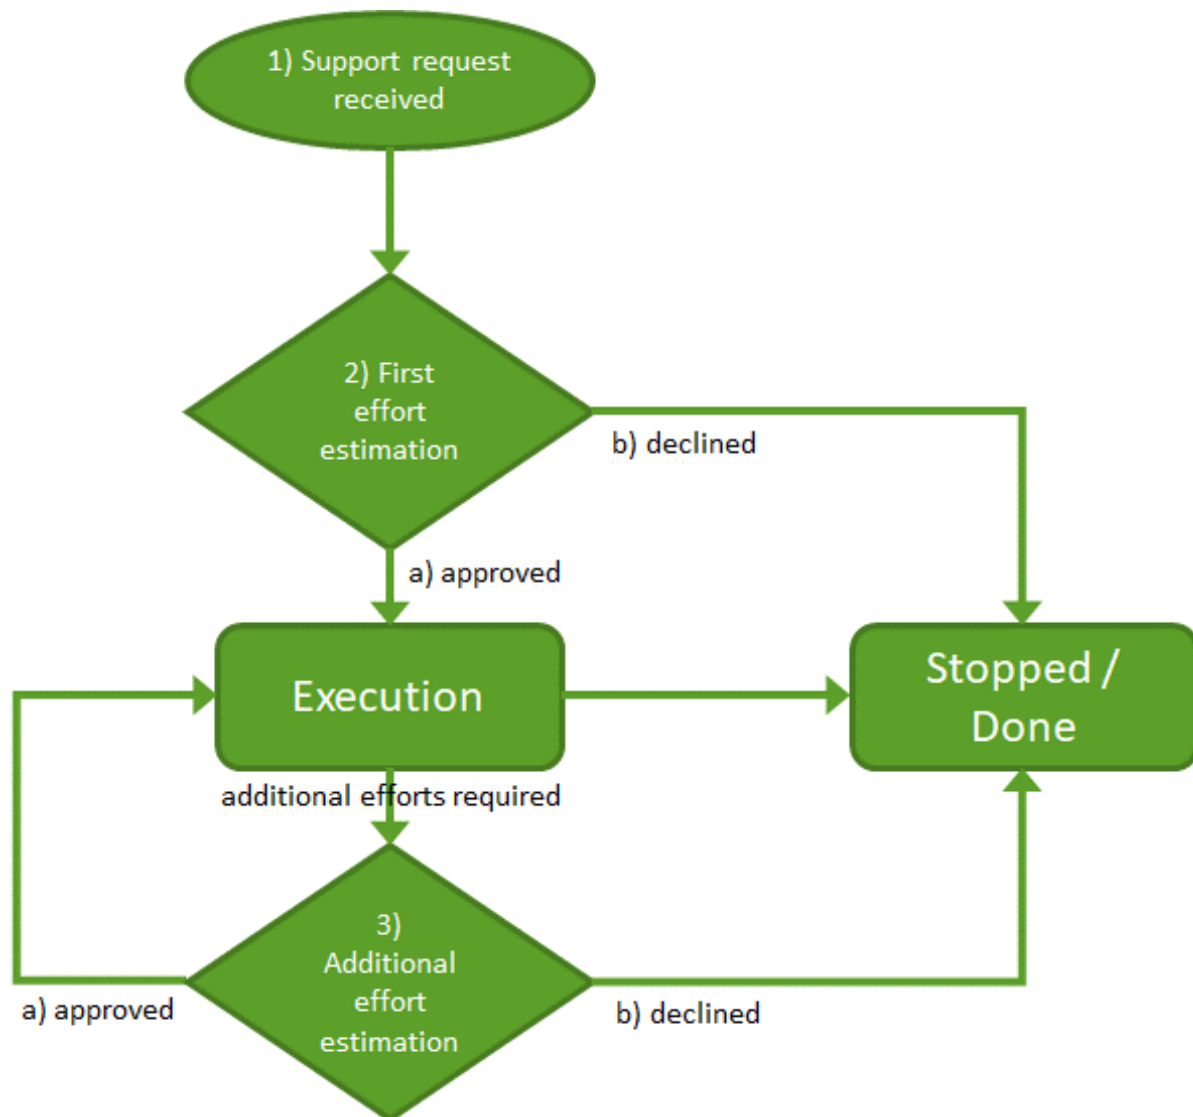 1) Support request
received
2) First
effort
estimation
b) declined
a) approved
Execution
Stopped /
Done
additional efforts required
3)
Additional
effort
estimation
a) approved
b) declined